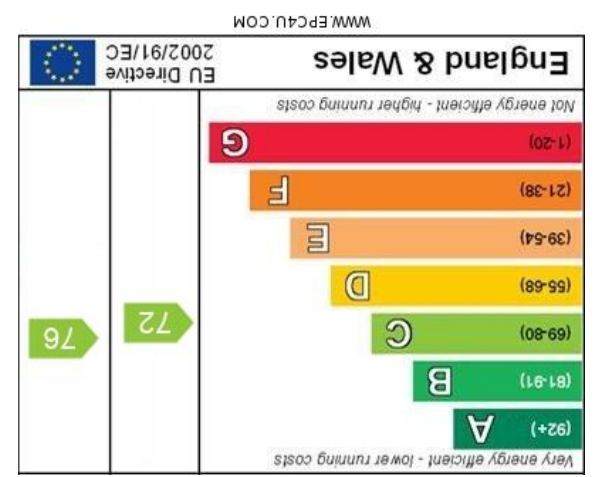 Very energy efficient - lower running costs
(92+) A
(81-91) B
(69-80) C
72
76
(55-68) D
(39-54) E
(21-38) F
(1-20) G
Not energy efficient - higher running costs
England & Wales
EU Directive
2002/91/EC
WWW.EPC4U.COM